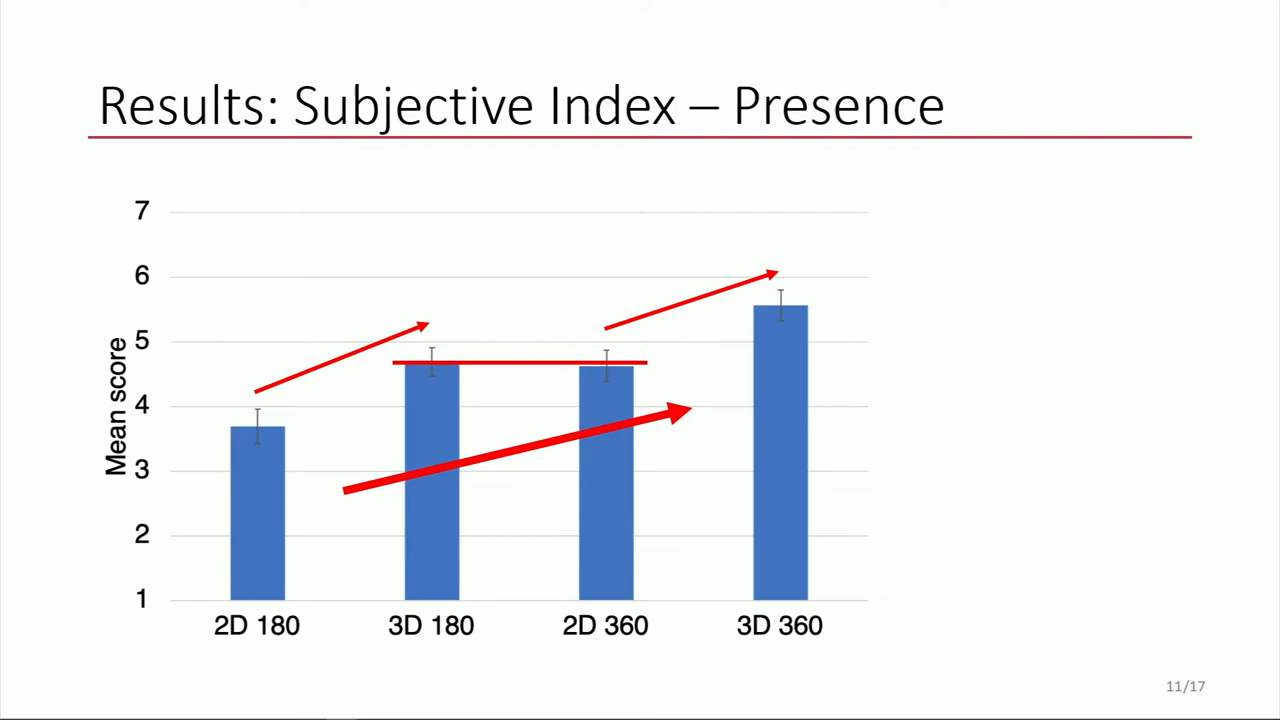 Results: Subjective Index – Presence
7
6
5
4
3
2
1
Mean score
2D 180
3D 180
2D 360
3D 360
11/17